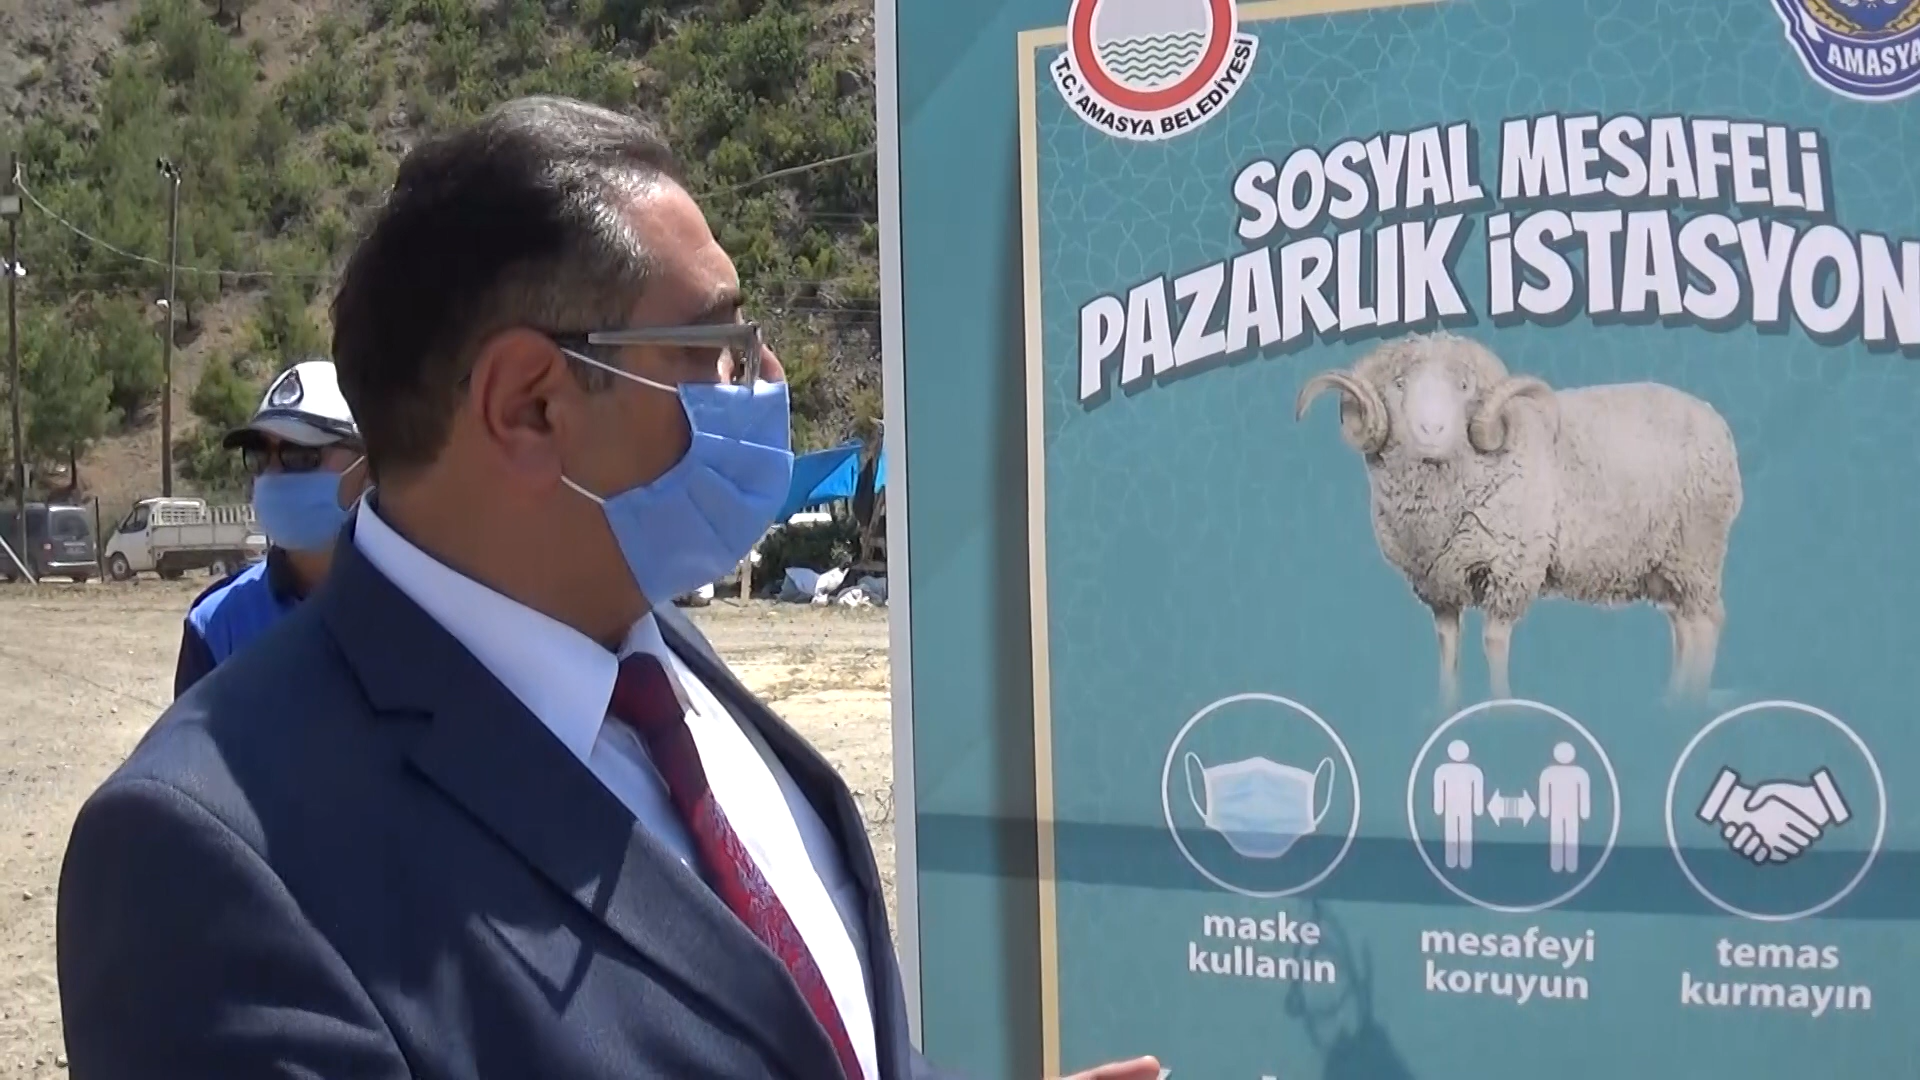 T.C. AMASYA BELEDİYESİ
AMASYA
SOSYAL MESAFELİ
PAZARLIK İSTASYON
maske
kullanın
mesafeyi
koruyun
temas
kurmayın